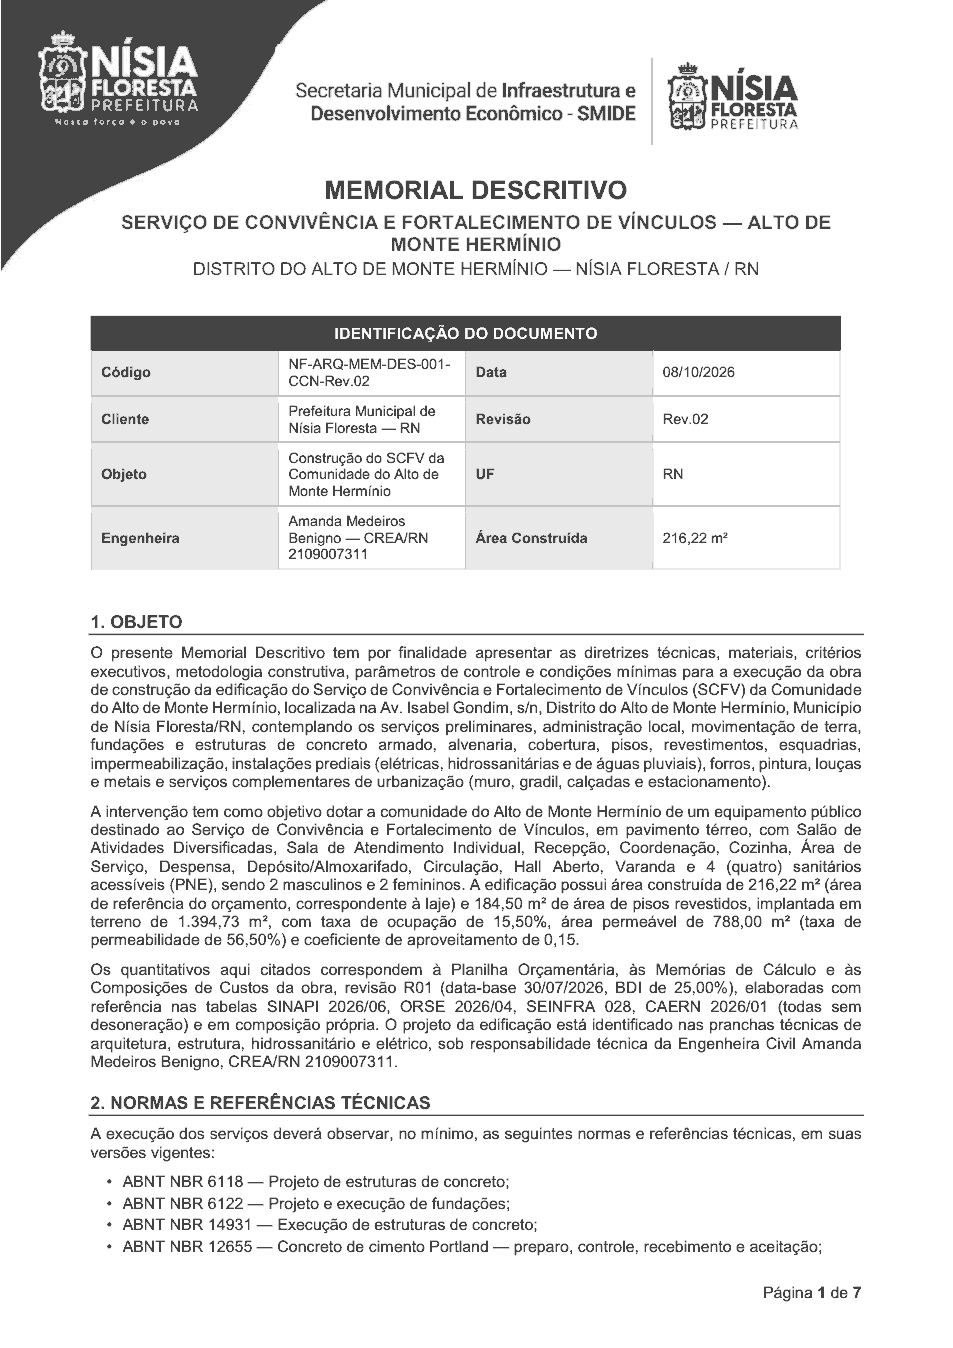 NÍSIA
FLORESTA
PREFEITURA
Nossa força é o povo
Secretaria Municipal de Infraestrutura e
Desenvolvimento Econômico - SMIDE
NÍSIA
FLORESTA
PREFEITURA
MEMORIAL DESCRITIVO
SERVIÇO DE CONVIVÊNCIA E FORTALECIMENTO DE VÍNCULOS — ALTO DE
MONTE HERMÍNIO
DISTRITO DO ALTO DE MONTE HERMÍNIO — NÍSIA FLORESTA / RN
IDENTIFICAÇÃO DO DOCUMENTO
Código
NF-ARQ-MEM-DES-001-
CCN-Rev.02
Data
08/10/2026
Cliente
Prefeitura Municipal de
Nísia Floresta — RN
Revisão
Rev.02
Objeto
Construção do SCFV da
Comunidade do Alto de
Monte Hermínio
UF
RN
Engenheira
Amanda Medeiros
Benigno — CREA/RN
2109007311
Área Construída
216,22 m²
1. OBJETO
O presente Memorial Descritivo tem por finalidade apresentar as diretrizes técnicas, materiais, critérios
executivos, metodologia construtiva, parâmetros de controle e condições mínimas para a execução da obra
de construção da edificação do Serviço de Convivência e Fortalecimento de Vínculos (SCFV) da Comunidade
do Alto de Monte Hermínio, localizada na Av. Isabel Gondim, s/n, Distrito do Alto de Monte Hermínio, Município
de Nísia Floresta/RN, contemplando os serviços preliminares, administração local, movimentação de terra,
fundações e estruturas de concreto armado, alvenaria, cobertura, pisos, revestimentos, esquadrias,
impermeabilização, instalações prediais (elétricas, hidrossanitárias e de águas pluviais), forros, pintura, louças
e metais e serviços complementares de urbanização (muro, gradil, calçadas e estacionamento).
A intervenção tem como objetivo dotar a comunidade do Alto de Monte Hermínio de um equipamento público
destinado ao Serviço de Convivência e Fortalecimento de Vínculos, em pavimento térreo, com Salão de
Atividades Diversificadas, Sala de Atendimento Individual, Recepção, Coordenação, Cozinha, Área de
Serviço, Despensa, Depósito/Almoxarifado, Circulação, Hall Aberto, Varanda e 4 (quatro) sanitários
acessíveis (PNE), sendo 2 masculinos e 2 femininos. A edificação possui área construída de 216,22 m² (área
de referência do orçamento, correspondente à laje) e 184,50 m² de área de pisos revestidos, implantada em
terreno de 1.394,73 m², com taxa de ocupação de 15,50%, área permeável de 788,00 m² (taxa de
permeabilidade de 56,50%) e coeficiente de aproveitamento de 0,15.
Os quantitativos aqui citados correspondem à Planilha Orçamentária, às Memórias de Cálculo e às
Composições de Custos da obra, revisão R01 (data-base 30/07/2026, BDI de 25,00%), elaboradas com
referência nas tabelas SINAPI 2026/06, ORSE 2026/04, SEINFRA 028, CAERN 2026/01 (todas sem
desoneração) e em composição própria. O projeto da edificação está identificado nas pranchas técnicas de
arquitetura, estrutura, hidrossanitário e elétrico, sob responsabilidade técnica da Engenheira Civil Amanda
Medeiros Benigno, CREA/RN 2109007311.
2. NORMAS E REFERÊNCIAS TÉCNICAS
A execução dos serviços deverá observar, no mínimo, as seguintes normas e referências técnicas, em suas
versões vigentes:
• ABNT NBR 6118 — Projeto de estruturas de concreto;
• ABNT NBR 6122 — Projeto e execução de fundações;
• ABNT NBR 14931 — Execução de estruturas de concreto;
• ABNT NBR 12655 — Concreto de cimento Portland — preparo, controle, recebimento e aceitação;
Página 1 de 7